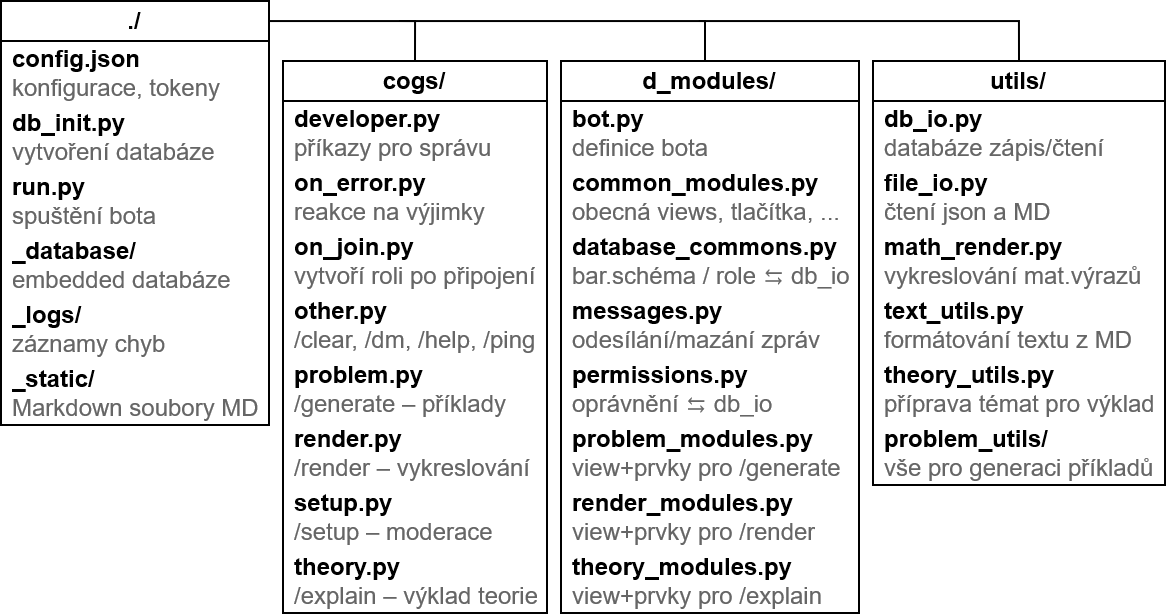 ./
config.json
konfigurace, tokeny
db_init.py
vytvoření databáze
run.py
spuštění bota
_database/
embedded databáze
_logs/
záznamy chyb
_static/
Markdown soubory MD
cogs/
developer.py
příkazy pro správu
on_error.py
reakce na výjimky
on_join.py
vytvoří roli po připojení
other.py
/clear, /dm, /help, /ping
problem.py
/generate – příklady
render.py
/render – vykreslování
setup.py
/setup – moderace
theory.py
/explain – výklad teorie
d_modules/
bot.py
definice bota
common_modules.py
obecná views, tlačítka, ...
database_commons.py
bar.schéma / role ⇆ db_io
messages.py
odesílání/mazání zpráv
permissions.py
oprávnění ⇆ db_io
problem_modules.py
view+prvky pro /generate
render_modules.py
view+prvky pro /render
theory_modules.py
view+prvky pro /explain
utils/
db_io.py
databáze zápis/čtení
file_io.py
čtení json a MD
math_render.py
vykreslování mat.výrazů
text_utils.py
formátování textu z MD
theory_utils.py
příprava témat pro výklad
problem_utils/
vše pro generaci příkladů